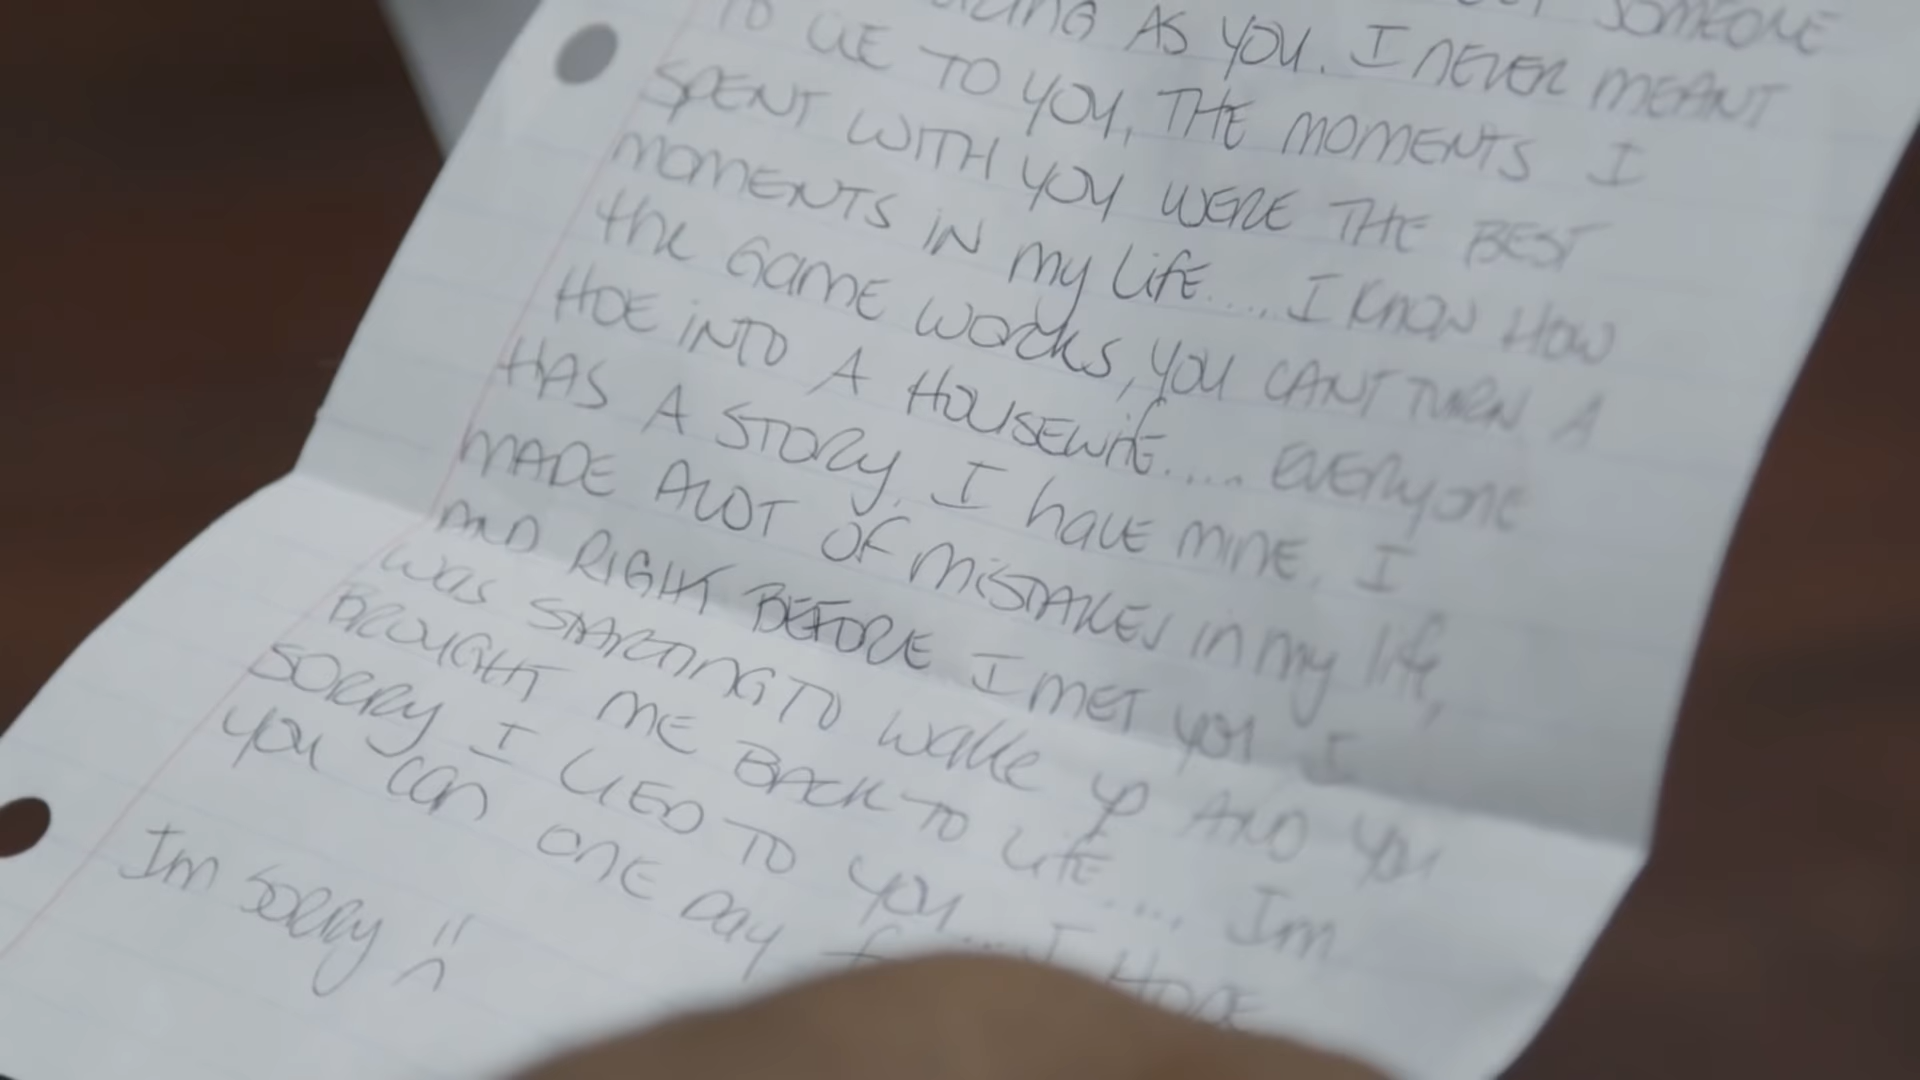 SOMEONE
AS YOU. I NEVER MEANT
TO LIE TO YOU, THE MOMENTS I
SPENT WITH YOU WERE THE BEST
MOMENTS IN my LifE.... I KNOW HOW
the GamE works, YOU CANT TURN A
HOE iNTO A HOUSEWifE.... EVERyonE
HAS A STORy. I havE MINE. I
MADE ALOT OF MiSTAKES in my lifE,
AND RIGHT BEFORE I MET YOU I
was STARTING TO wake up AND YOU
BROUGHT ME BACK TO LifE.... Im
SORRy I LIED TO YOU.... I HOPE
you can ONE DAy
Im SORRy